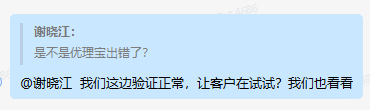 谢晓江：
是不是优理宝出错了？
@谢晓江 我们这边验证正常，让客户在试试？我们也看看